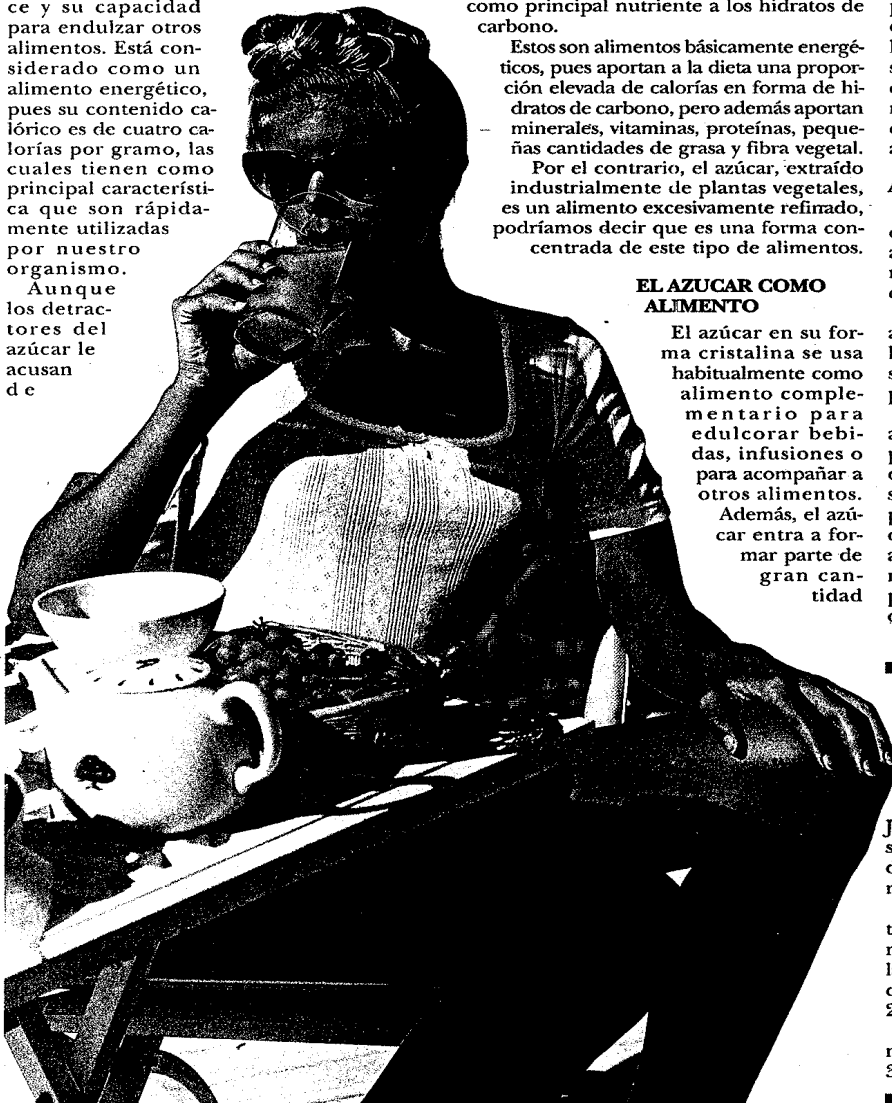 ce y su capacidad
para endulzar otros
alimentos. Está con-
siderado como un
alimento energético,
pues su contenido ca-
lórico es de cuatro ca-
lorías por gramo, las
cuales tienen como
principal característi-
ca que son rápida-
mente utilizadas
por nuestro
organismo.
Aunque
los detrac-
tores del
azúcar le
acusan
d e
como principal nutriente a los hidratos de
carbono.
Estos son alimentos básicamente energé-
ticos, pues aportan a la dieta una propor-
ción elevada de calorías en forma de hi-
dratos de carbono, pero además aportan
minerales, vitaminas, proteínas, peque-
ñas cantidades de grasa y fibra vegetal.
Por el contrario, el azúcar, extraído
industrialmente de plantas vegetales,
es un alimento excesivamente refinado,
podríamos decir que es una forma con-
centrada de este tipo de alimentos.
EL AZUCAR COMO
ALIMENTO
El azúcar en su for-
ma cristalina se usa
habitualmente como
alimento comple-
mentario para
edulcorar bebi-
das, infusiones o
para acompañar a
otros alimentos.
Además, el azú-
car entra a for-
mar parte de
gran can-
tidad